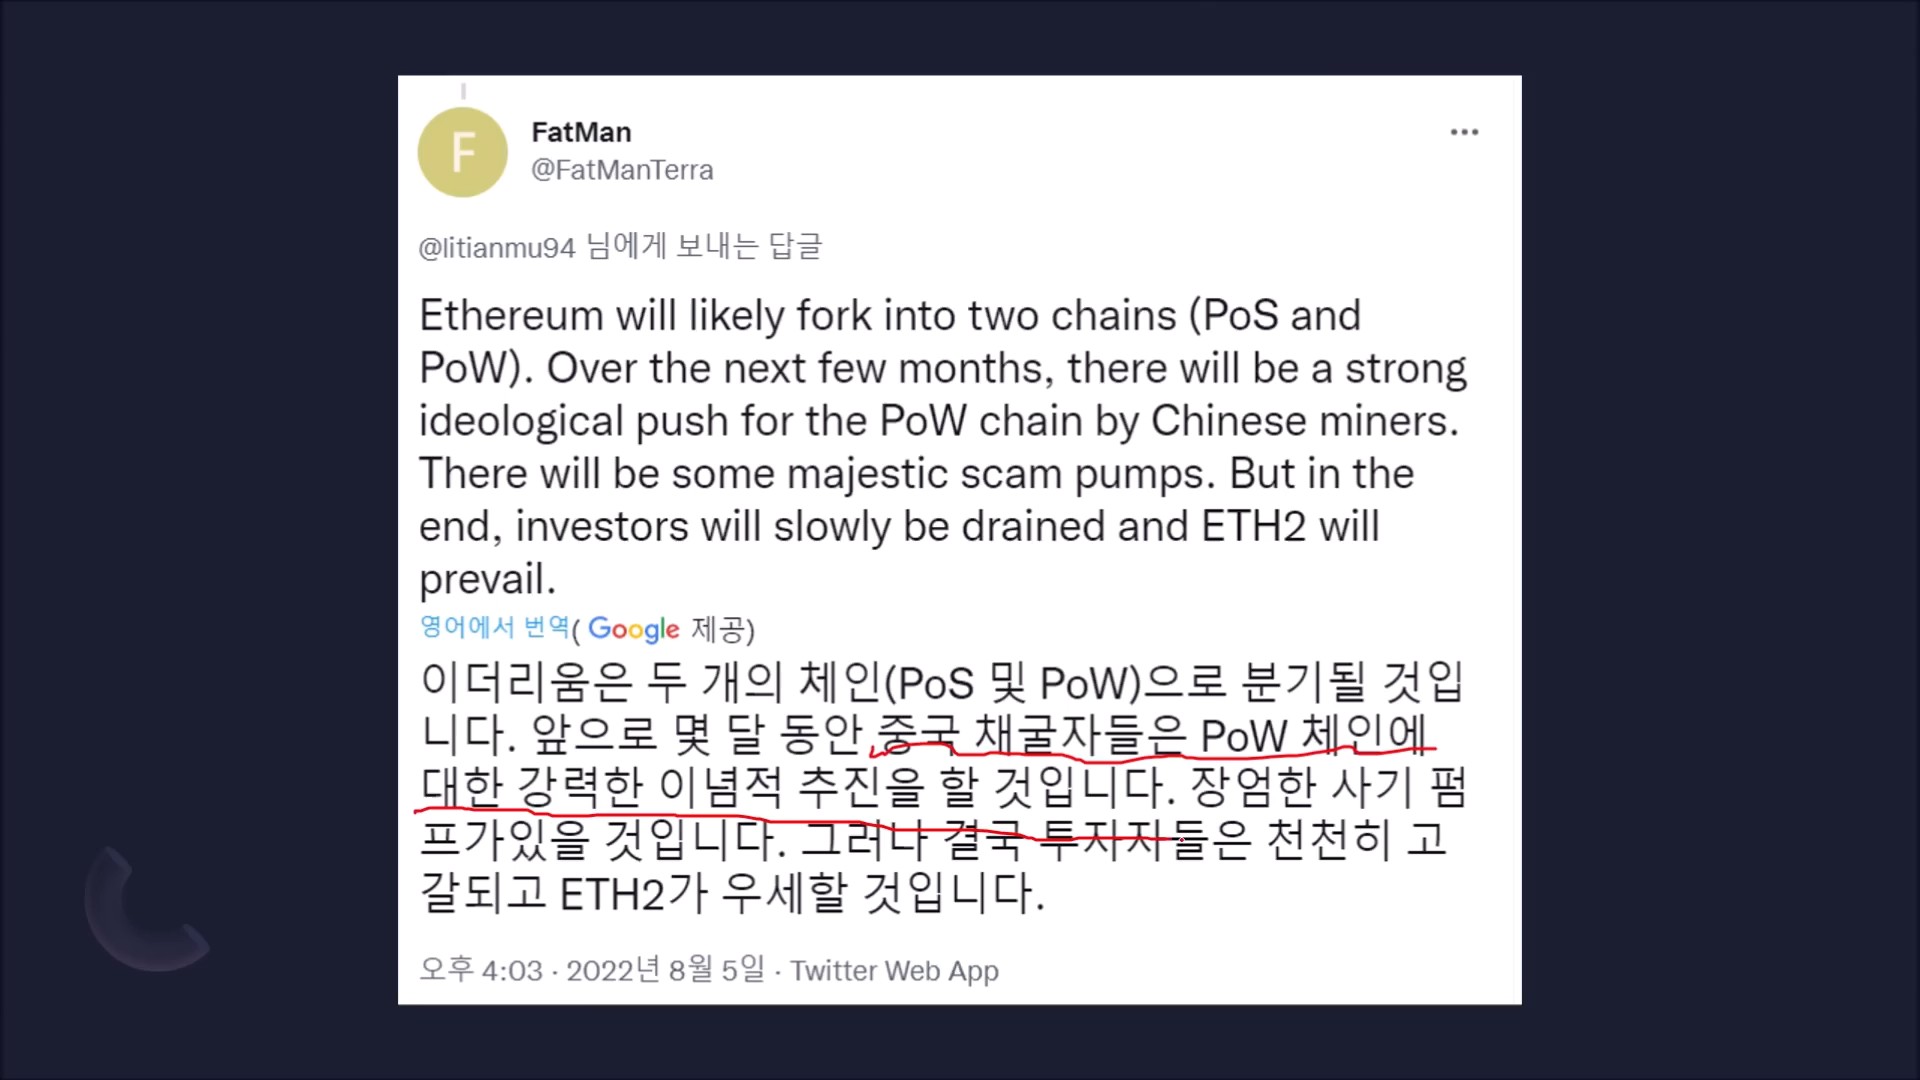 F
FatMan
@FatManTerra
@litianmu94 님에게 보내는 답글
Ethereum will likely fork into two chains (PoS and
PoW). Over the next few months, there will be a strong
ideological push for the PoW chain by Chinese miners.
There will be some majestic scam pumps. But in the
end, investors will slowly be drained and ETH2 will
prevail.
영어에서 번역( Google 제공)
이더리움은 두 개의 체인(PoS 및 PoW)으로 분기될 것입
니다. 앞으로 몇 달 동안 중국 채굴자들은 PoW 체인에
대한 강력한 이념적 추진을 할 것입니다. 장엄한 사기 펌
프가있을 것입니다. 그러나 결국 투자자들은 천천히 고
갈되고 ETH2가 우세할 것입니다.
오후 4:03 · 2022년 8월 5일 · Twitter Web App